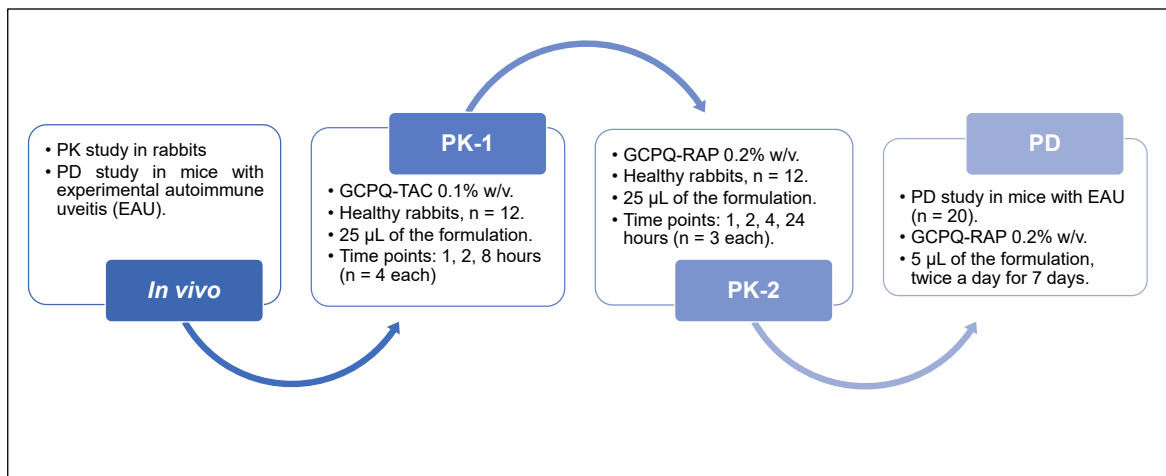 • PK study in rabbits
• PD study in mice with
experimental autoimmune
uveitis (EAU).
In vivo
PK-1
• GCPQ-TAC 0.1% w/v.
• Healthy rabbits, n = 12.
• 25 µL of the formulation.
• Time points: 1, 2, 8 hours
(n = 4 each)
• GCPQ-RAP 0.2% w/v.
• Healthy rabbits, n = 12.
• 25 µL of the formulation.
• Time points: 1, 2, 4, 24
hours (n = 3 each).
PK-2
PD
• PD study in mice with EAU
(n = 20).
• GCPQ-RAP 0.2% w/v.
• 5 µL of the formulation,
twice a day for 7 days.